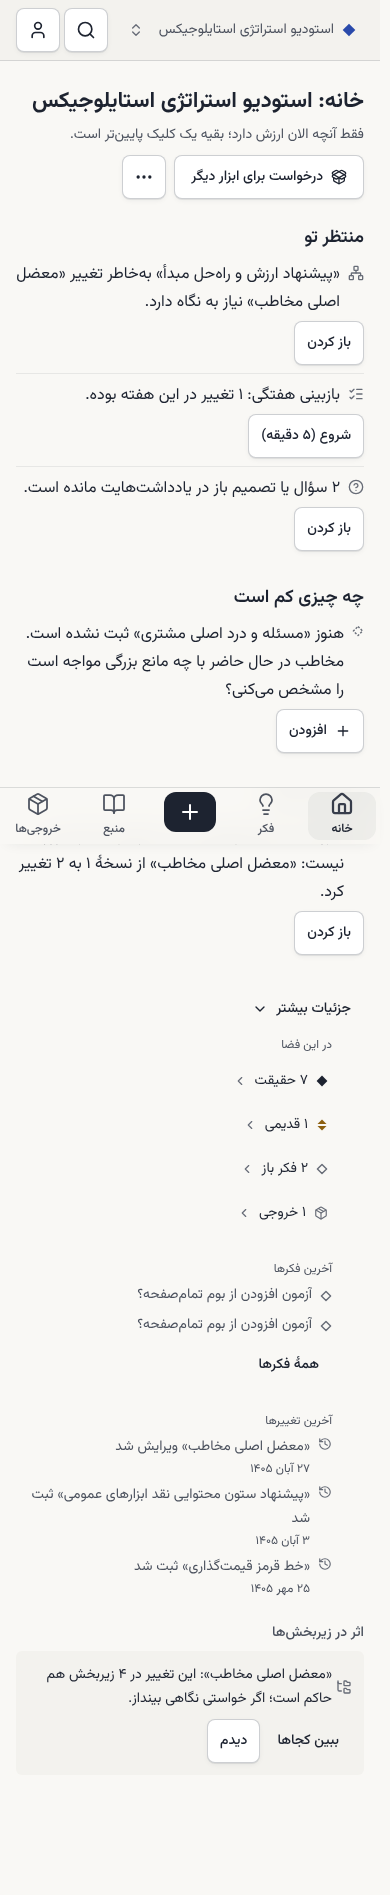 استودیو استراتژی استایلوجیکس
خانه: استودیو استراتژی استایلوجیکس
فقط آنچه الان ارزش دارد؛ بقیه یک کلیک پایین‌تر است.
درخواست برای ابزار دیگر
منتظر تو
«پیشنهاد ارزش و راه‌حل مبدأ» به‌خاطر تغییر «معضل
اصلی مخاطب» نیاز به نگاه دارد.
باز کردن
بازبینی هفتگی: ۱ تغییر در این هفته بوده.
شروع (۵ دقیقه)
۲ سؤال یا تصمیم باز در یادداشت‌هایت مانده است.
باز کردن
چه چیزی کم است
هنوز «مسئله و درد اصلی مشتری» ثبت نشده است.
مخاطب در حال حاضر با چه مانع بزرگی مواجه است
را مشخص می‌کنی؟
افزودن
خانه
فکر
منبع
خروجی‌ها
نیست: «معضل اصلی مخاطب» از نسخهٔ ۱ به ۲ تغییر
کرد.
باز کردن
جزئیات بیشتر
در این فضا
۷ حقیقت
۱ قدیمی
۲ فکر باز
۱ خروجی
آخرین فکرها
آزمون افزودن از بوم تمام‌صفحه؟
آزمون افزودن از بوم تمام‌صفحه؟
همهٔ فکرها
آخرین تغییرها
«معضل اصلی مخاطب» ویرایش شد
۲۷ آبان ۱۴۰۵
«پیشنهاد ستون محتوایی نقد ابزارهای عمومی» ثبت
شد
۳ آبان ۱۴۰۵
«خط قرمز قیمت‌گذاری» ثبت شد
۲۵ مهر ۱۴۰۵
اثر در زیربخش‌ها
«معضل اصلی مخاطب»: این تغییر در ۴ زیربخش هم
حاکم است؛ اگر خواستی نگاهی بینداز.
ببین کجاها
دیدم